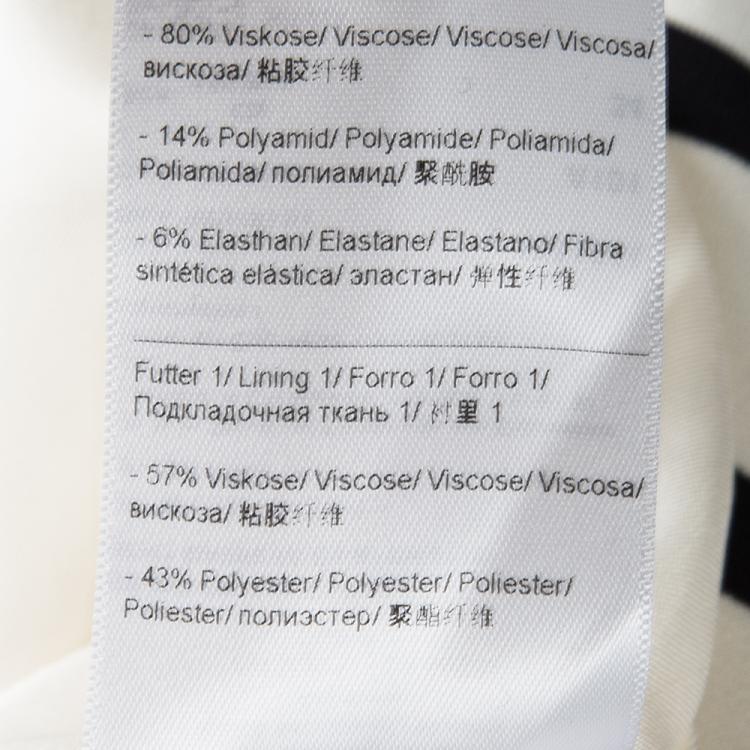 - 80% Viskose/ Viscose/ Viscose/ Viscosa/
вискоза/ 粘胶纤维
- 14% Polyamid/ Polyamide/ Poliamida/
Poliamida/ полиамид/ 聚酰胺
- 6% Elasthan/ Elastane/ Elastano/ Fibra
sintética elástica/ эластан/ 弹性纤维
Futter 1/ Lining 1/ Forro 1/ Forro 1/
Подкладочная ткань 1/ 衬里 1
- 57% Viskose/ Viscose/ Viscose/ Viscosa/
вискоза/ 粘胶纤维
- 43% Polyester/ Polyester/ Poliester/
Poliester/ полиэстер/ 聚酯纤维